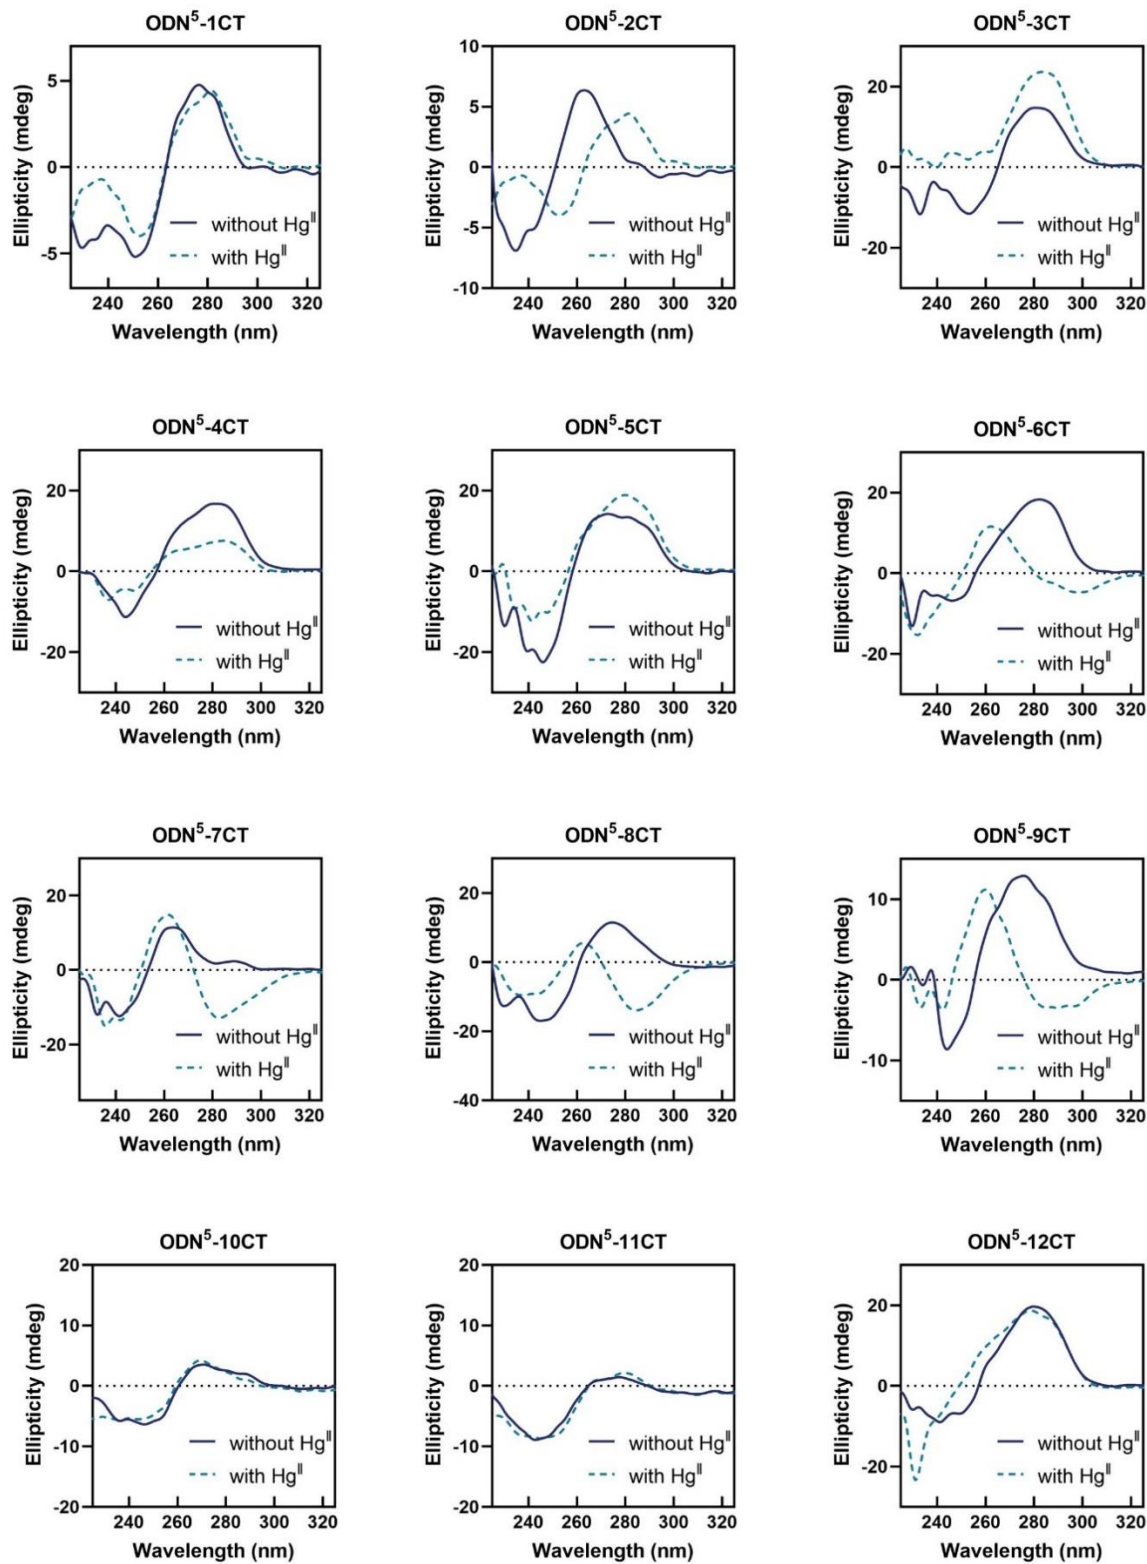 ODN⁵-1CT
5
0
-5
Ellipticity (mdeg)
without Hgᴵᴵ
with Hgᴵᴵ
240 260 280 300 320
Wavelength (nm)
ODN⁵-2CT
10
5
0
-5
-10
Ellipticity (mdeg)
without Hgᴵᴵ
with Hgᴵᴵ
240 260 280 300 320
Wavelength (nm)
ODN⁵-3CT
20
0
-20
Ellipticity (mdeg)
without Hgᴵᴵ
with Hgᴵᴵ
240 260 280 300 320
Wavelength (nm)
ODN⁵-4CT
20
0
-20
Ellipticity (mdeg)
without Hgᴵᴵ
with Hgᴵᴵ
240 260 280 300 320
Wavelength (nm)
ODN⁵-5CT
20
0
-20
Ellipticity (mdeg)
without Hgᴵᴵ
with Hgᴵᴵ
240 260 280 300 320
Wavelength (nm)
ODN⁵-6CT
20
0
-20
Ellipticity (mdeg)
without Hgᴵᴵ
with Hgᴵᴵ
240 260 280 300 320
Wavelength (nm)
ODN⁵-7CT
20
0
-20
Ellipticity (mdeg)
without Hgᴵᴵ
with Hgᴵᴵ
240 260 280 300 320
Wavelength (nm)
ODN⁵-8CT
20
0
-20
-40
Ellipticity (mdeg)
without Hgᴵᴵ
with Hgᴵᴵ
240 260 280 300 320
Wavelength (nm)
ODN⁵-9CT
10
0
-10
Ellipticity (mdeg)
without Hgᴵᴵ
with Hgᴵᴵ
240 260 280 300 320
Wavelength (nm)
ODN⁵-10CT
20
10
0
-10
-20
Ellipticity (mdeg)
without Hgᴵᴵ
with Hgᴵᴵ
240 260 280 300 320
Wavelength (nm)
ODN⁵-11CT
20
10
0
-10
-20
Ellipticity (mdeg)
without Hgᴵᴵ
with Hgᴵᴵ
240 260 280 300 320
Wavelength (nm)
ODN⁵-12CT
20
0
-20
Ellipticity (mdeg)
without Hgᴵᴵ
with Hgᴵᴵ
240 260 280 300 320
Wavelength (nm)